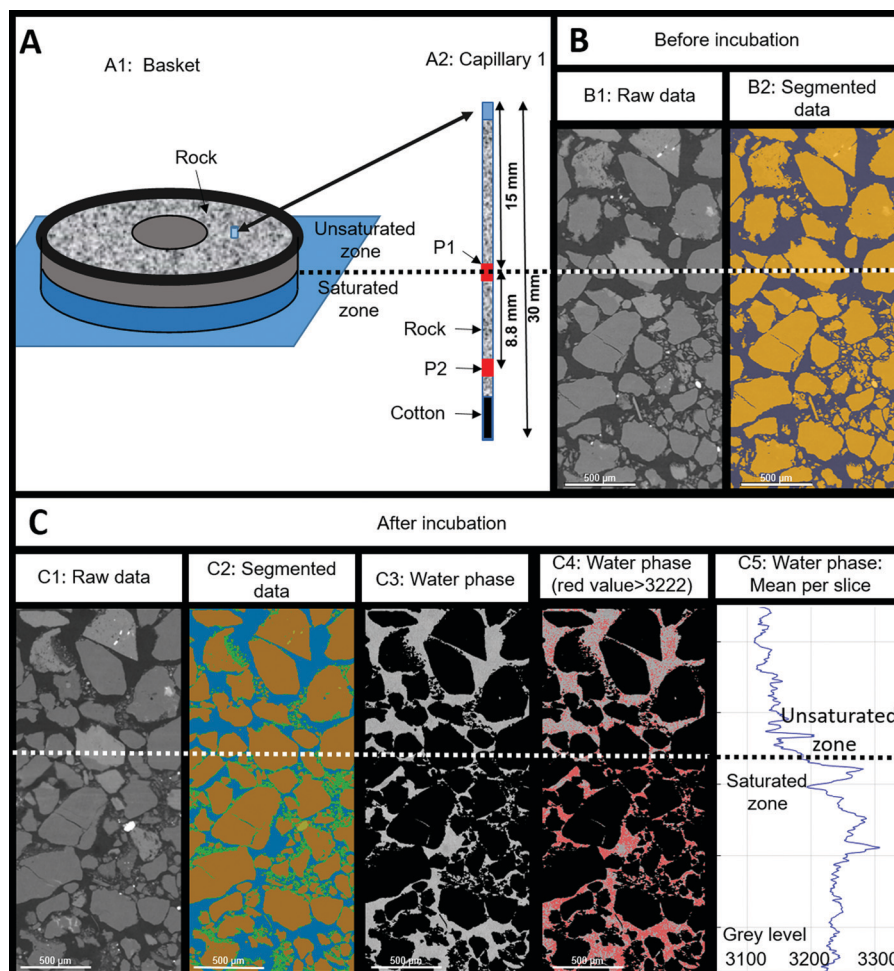 A
A1: Basket
A2: Capillary 1
Rock
Unsaturated
zone
Saturated
zone
15 mm
P1
Rock
8.8 mm
30 mm
P2
Cotton
B
Before incubation
B1: Raw data
B2: Segmented
data
500 µm
500 µm
C
After incubation
C1: Raw data
C2: Segmented
data
C3: Water phase
C4: Water phase
(red value>3222)
C5: Water phase:
Mean per slice
Unsaturated
zone
Saturated
zone
Grey level
500 µm
500 µm
500 µm
500 µm
3100
3200
3300